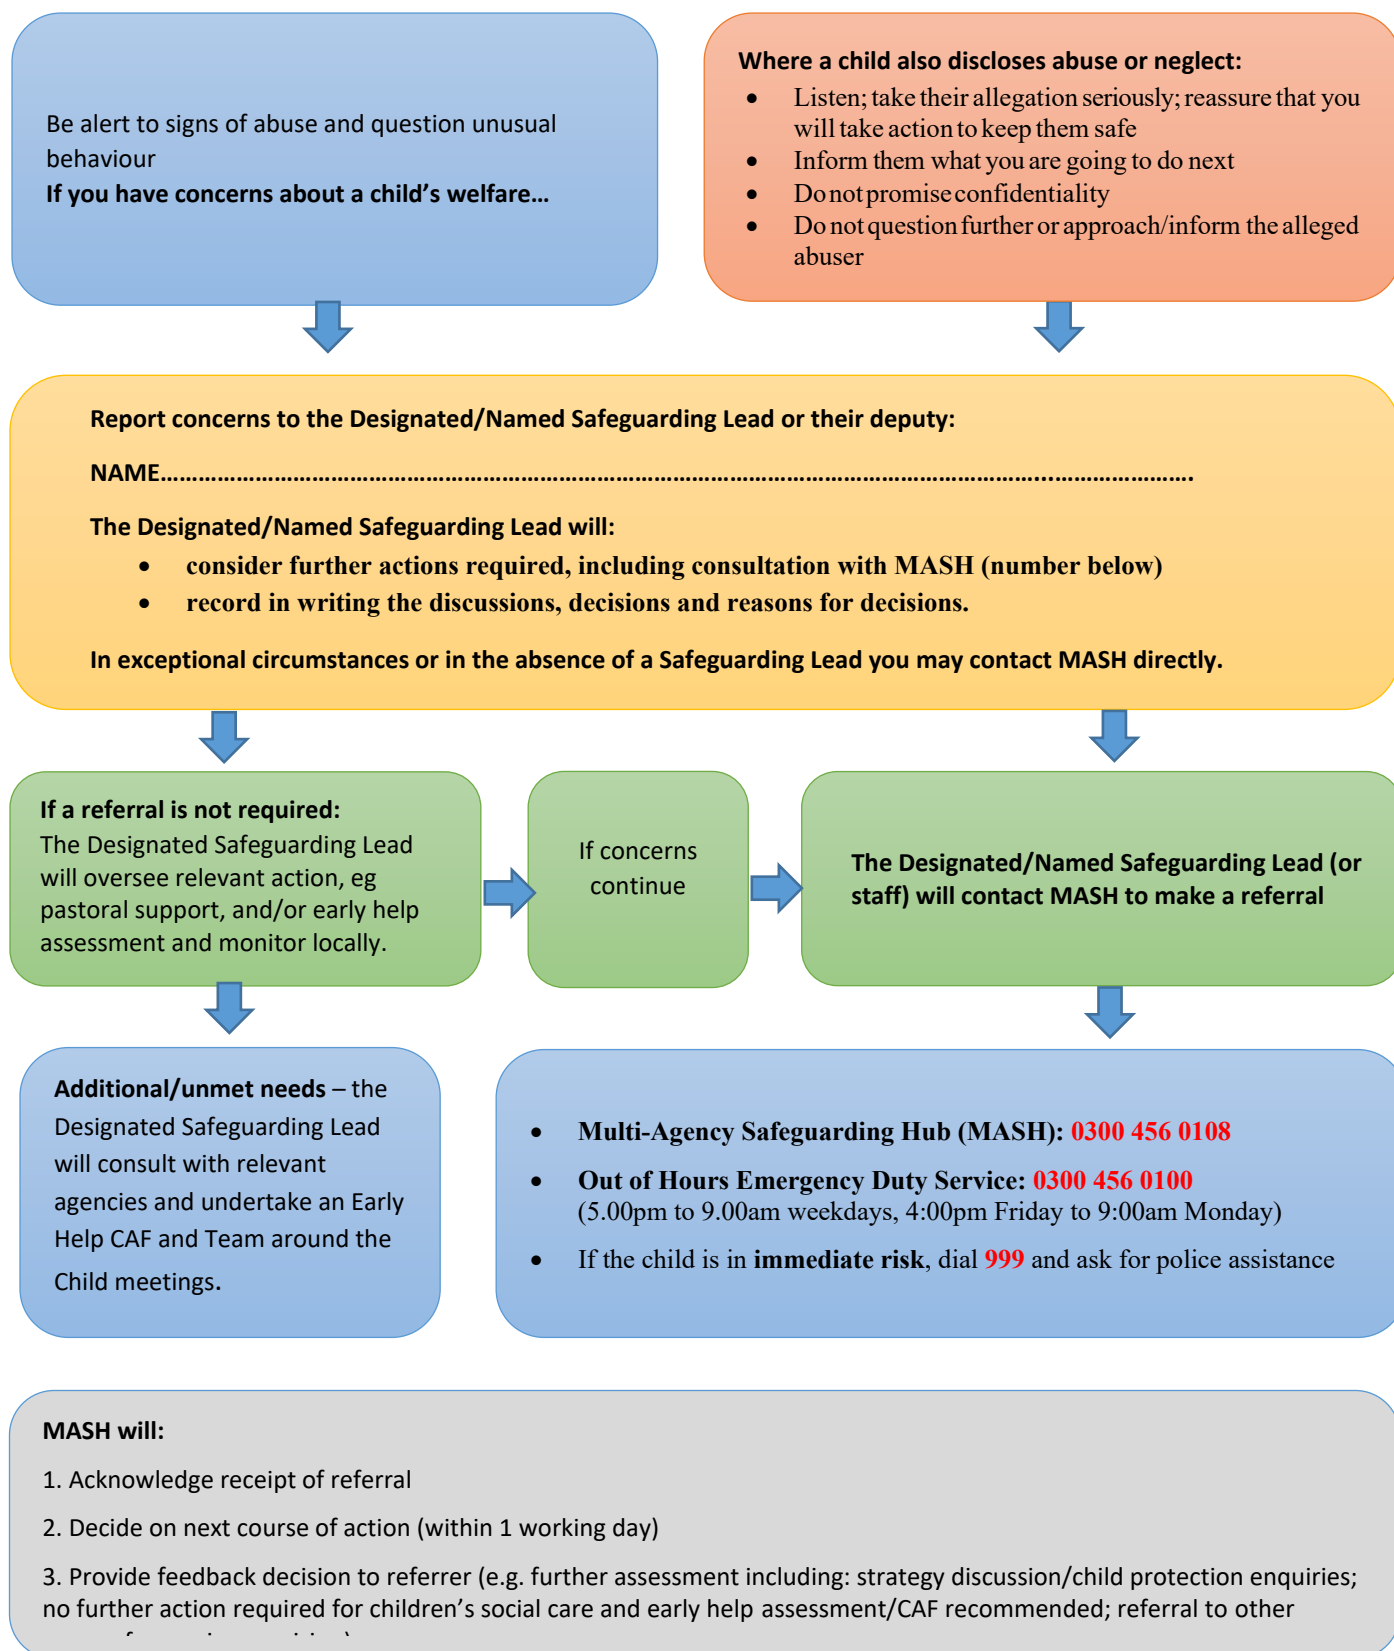 Be alert to signs of abuse and question unusual
behaviour
If you have concerns about a child’s welfare…
Where a child also discloses abuse or neglect:
• Listen; take their allegation seriously; reassure that you
will take action to keep them safe
• Inform them what you are going to do next
• Do not promise confidentiality
• Do not question further or approach/inform the alleged
abuser
Report concerns to the Designated/Named Safeguarding Lead or their deputy:
NAME……………………………………………………………………………………………………………………………...………………….
The Designated/Named Safeguarding Lead will:
• consider further actions required, including consultation with MASH (number below)
• record in writing the discussions, decisions and reasons for decisions.
In exceptional circumstances or in the absence of a Safeguarding Lead you may contact MASH directly.
If a referral is not required:
The Designated Safeguarding Lead
will oversee relevant action, eg
pastoral support, and/or early help
assessment and monitor locally.
If concerns
continue
The Designated/Named Safeguarding Lead (or
staff) will contact MASH to make a referral
Additional/unmet needs – the
Designated Safeguarding Lead
will consult with relevant
agencies and undertake an Early
Help CAF and Team around the
Child meetings.
• Multi-Agency Safeguarding Hub (MASH): 0300 456 0108
• Out of Hours Emergency Duty Service: 0300 456 0100
(5.00pm to 9.00am weekdays, 4:00pm Friday to 9:00am Monday)
• If the child is in immediate risk, dial 999 and ask for police assistance
MASH will:
1. Acknowledge receipt of referral
2. Decide on next course of action (within 1 working day)
3. Provide feedback decision to referrer (e.g. further assessment including: strategy discussion/child protection enquiries;
no further action required for children’s social care and early help assessment/CAF recommended; referral to other